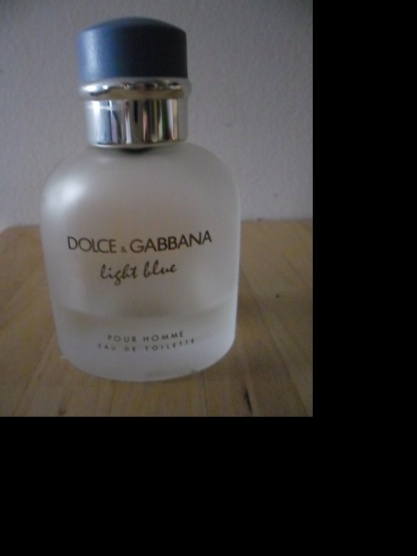 DOLCE & GABBANA
light blue
POUR HOMME
EAU DE TOILETTE